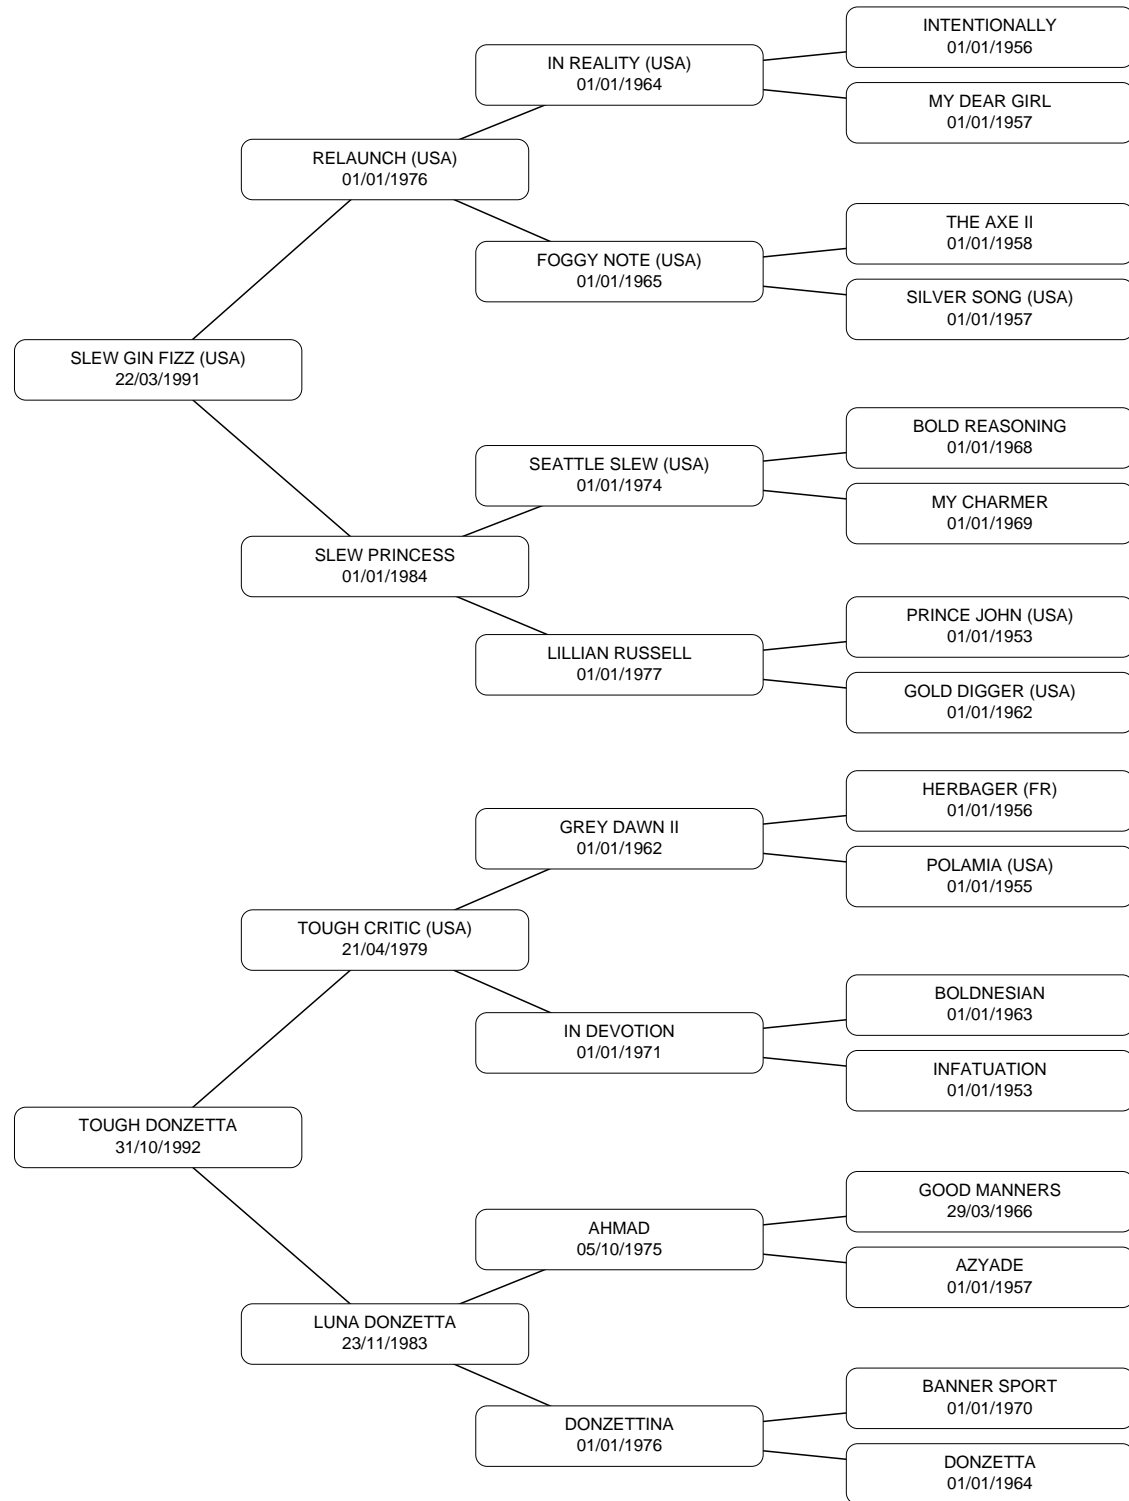 INTENTIONALLY
01/01/1956
IN REALITY (USA)
01/01/1964
MY DEAR GIRL
01/01/1957
RELAUNCH (USA)
01/01/1976
THE AXE II
01/01/1958
FOGGY NOTE (USA)
01/01/1965
SILVER SONG (USA)
01/01/1957
SLEW GIN FIZZ (USA)
22/03/1991
BOLD REASONING
01/01/1968
SEATTLE SLEW (USA)
01/01/1974
MY CHARMER
01/01/1969
SLEW PRINCESS
01/01/1984
PRINCE JOHN (USA)
01/01/1953
LILLIAN RUSSELL
01/01/1977
GOLD DIGGER (USA)
01/01/1962
HERBAGER (FR)
01/01/1956
GREY DAWN II
01/01/1962
POLAMIA (USA)
01/01/1955
TOUGH CRITIC (USA)
21/04/1979
BOLDNESIAN
01/01/1963
IN DEVOTION
01/01/1971
INFATUATION
01/01/1953
TOUGH DONZETTA
31/10/1992
GOOD MANNERS
29/03/1966
AHMAD
05/10/1975
AZYADE
01/01/1957
LUNA DONZETTA
23/11/1983
BANNER SPORT
01/01/1970
DONZETTINA
01/01/1976
DONZETTA
01/01/1964